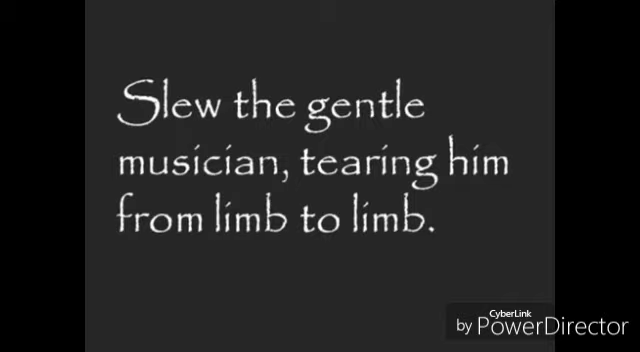 Slew the gentle
musician, tearing him
from limb to limb.
CyberLink
by PowerDirector